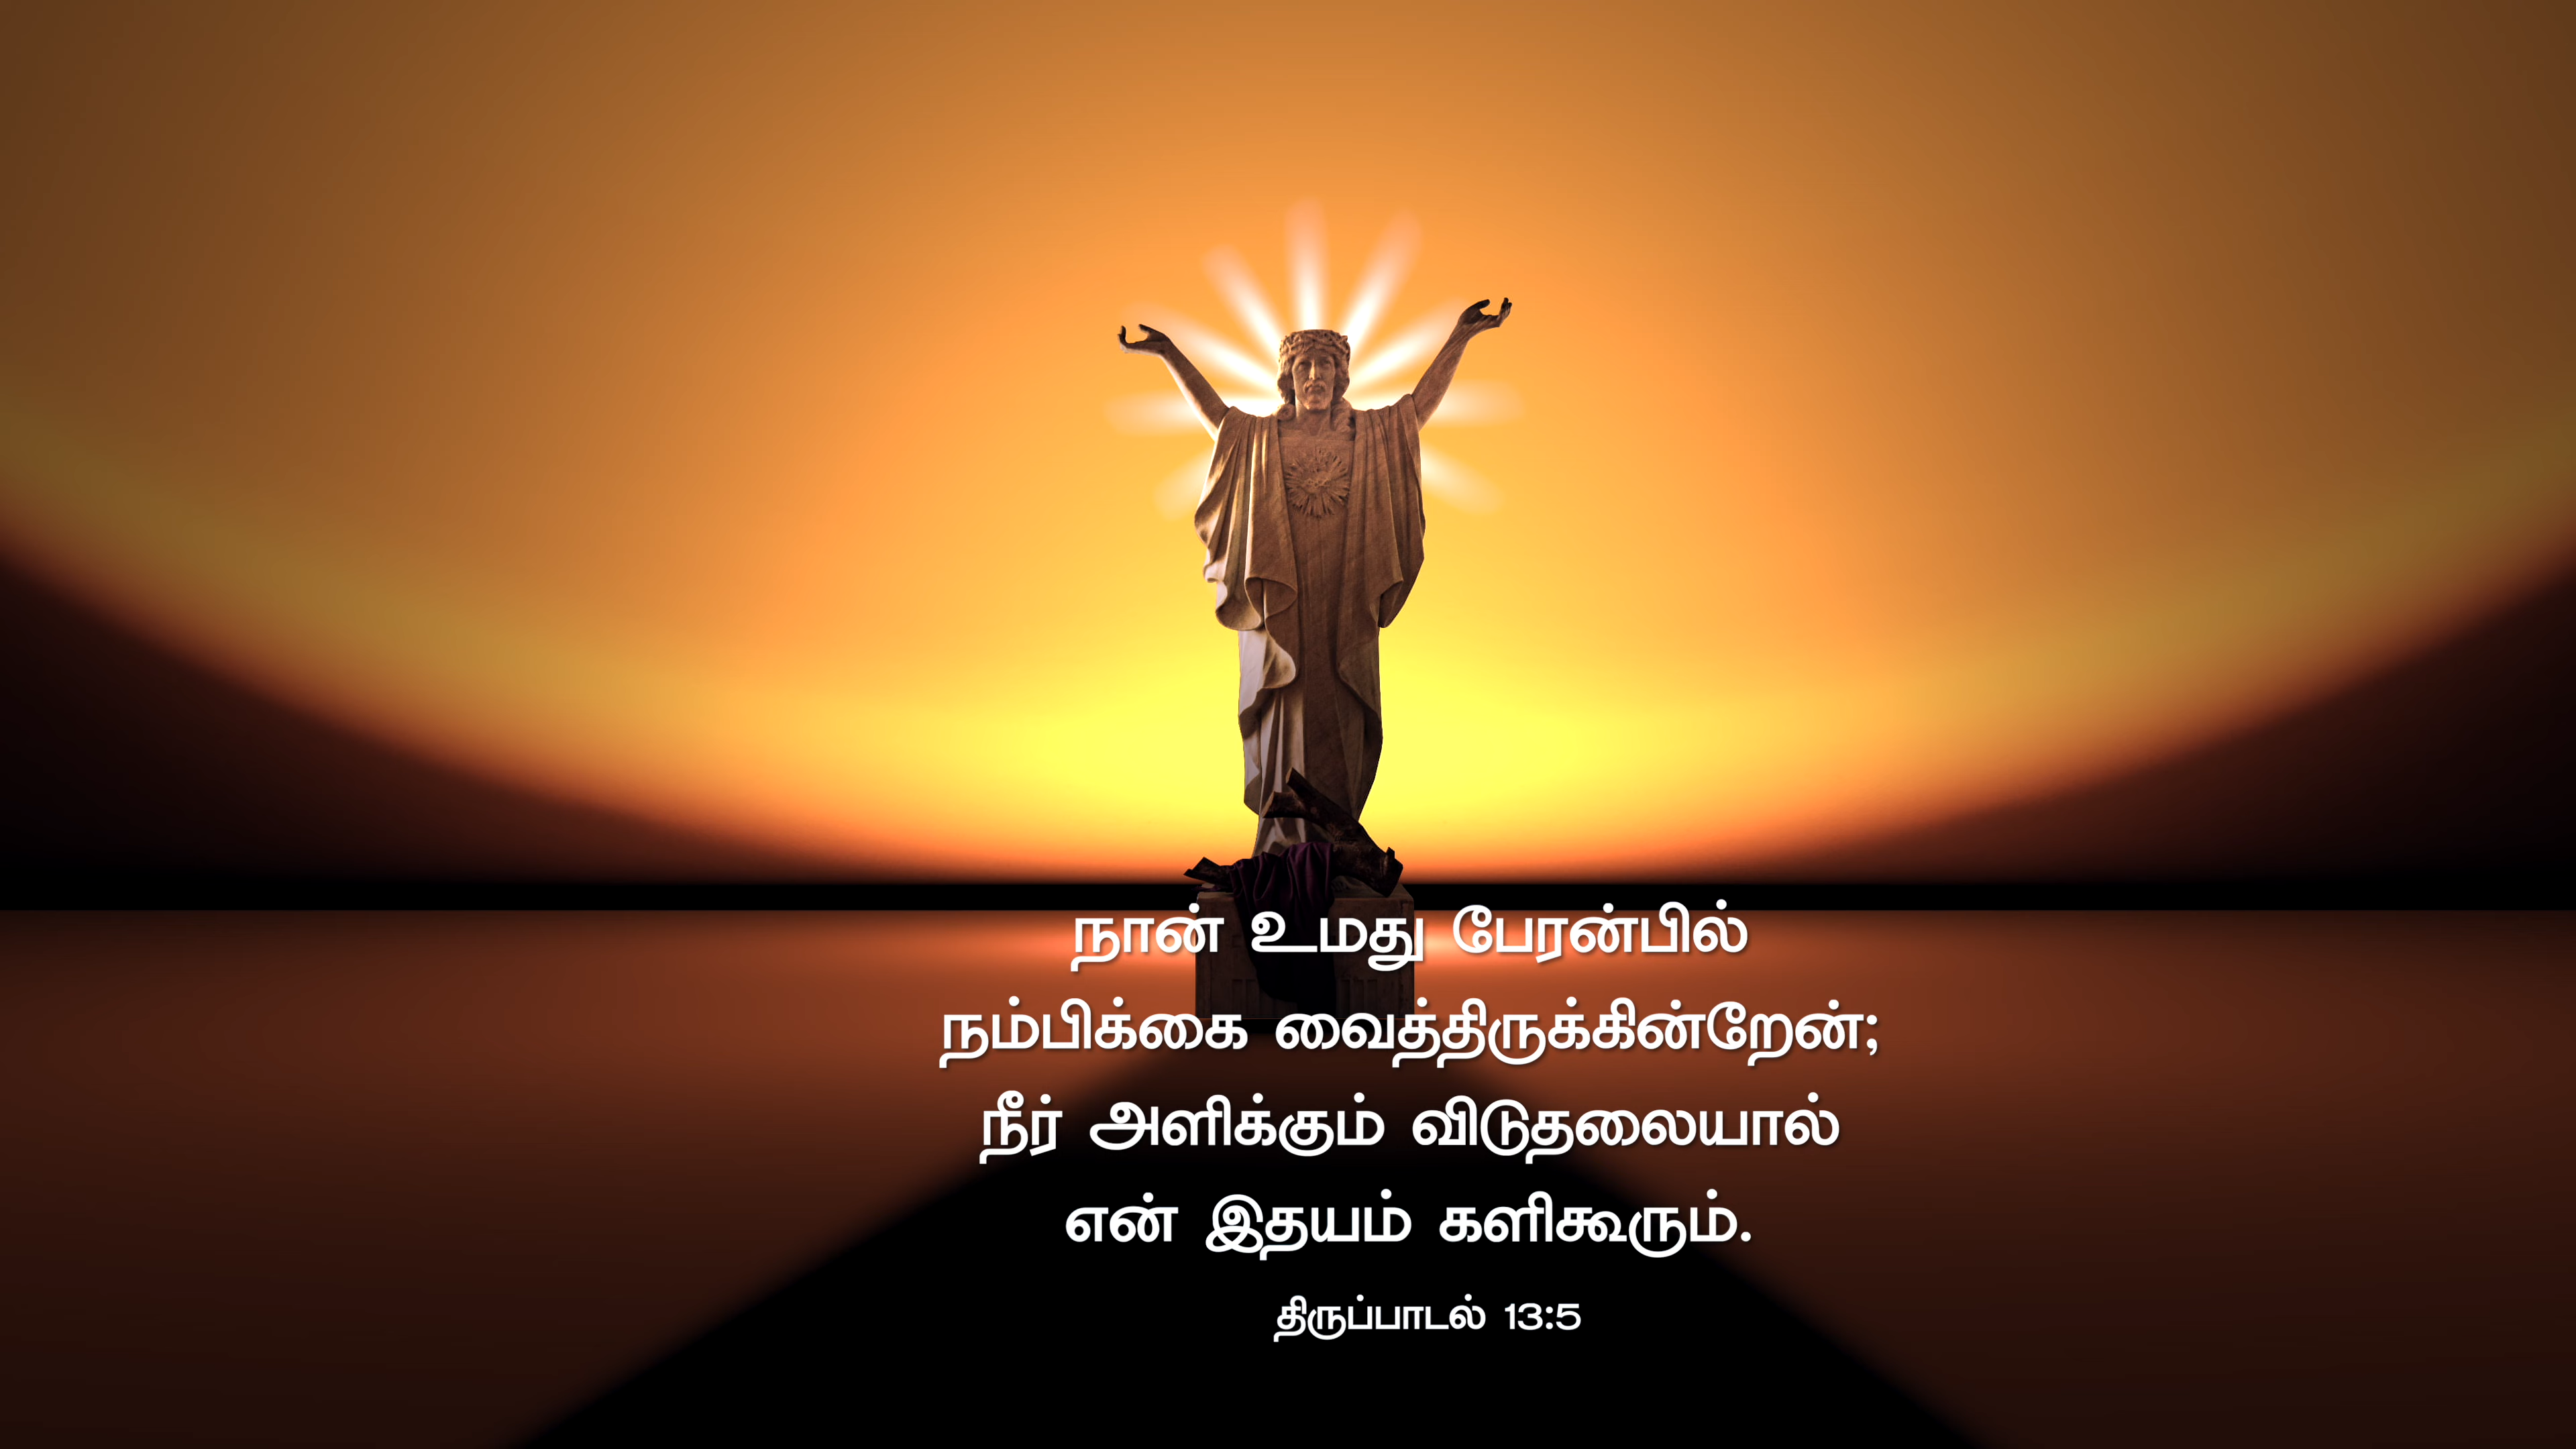 நான் உமது பேரன்பில்
நம்பிக்கை வைத்திருக்கின்றேன்;
நீர் அளிக்கும் விடுதலையால்
என் இதயம் களிகூரும்.
திருப்பாடல் 13:5